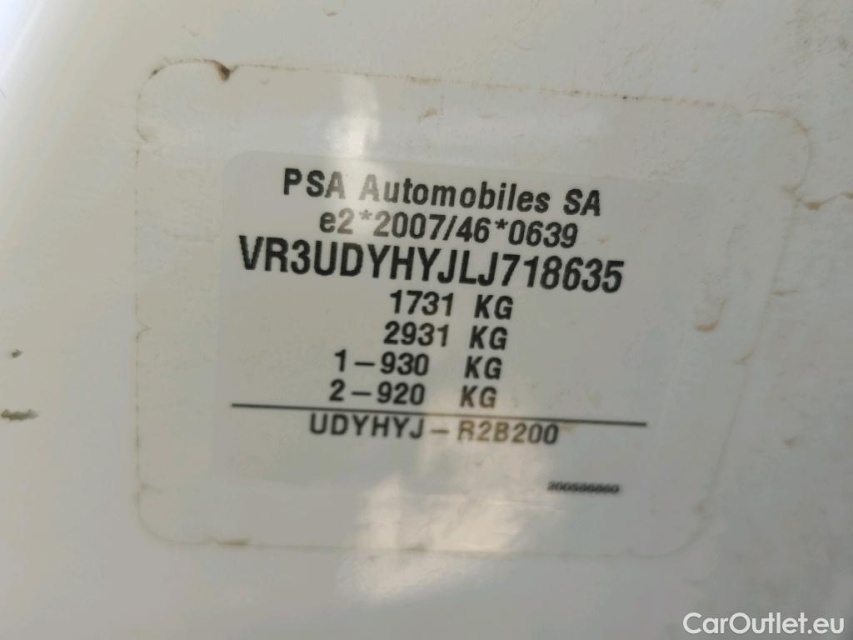 PSA Automobiles SA
e2*2007/46*0639
VR3UDYHYJLJ718635
1731 KG
2931 KG
1-930 KG
2-920 KG
UDYHYJ-R2B200
CarOutlet.eu